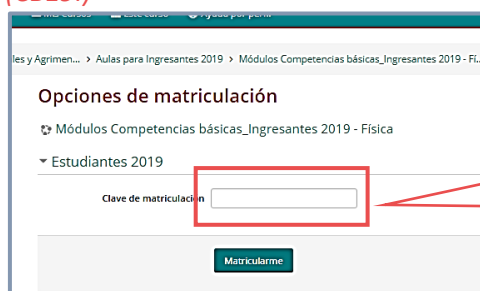 les y Agrimen... > Aulas para Ingresantes 2019 > Módulos Competencias básicas_Ingresantes 2019 - Fí...
Opciones de matriculación
Módulos Competencias básicas_Ingresantes 2019 - Física
Estudiantes 2019
Clave de matriculación
Matricularme